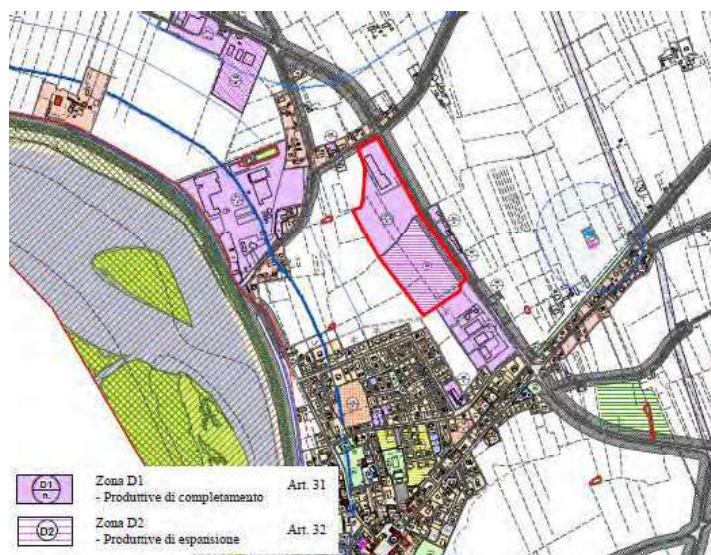 D1
n.
Zona D1 Art. 31
- Produttive di completamento
D2
Zona D2 Art. 32
- Produttive di espansione